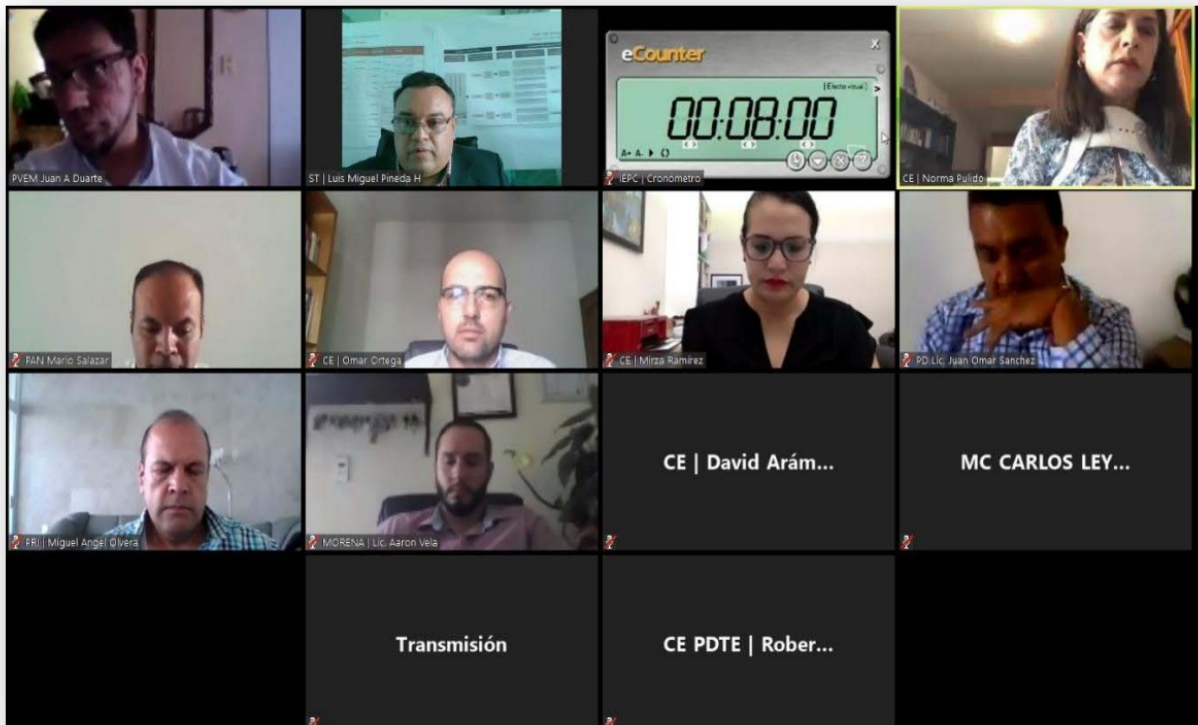 PVEM Juan A Duarte
ST | Luis Miguel Pineda H
eCounter
X
[Efecto visual]
>
00:08:00
A+ A-
?
IEPC | Cronómetro
CE | Norma Pulido
PAN Mario Salazar
CE | Omar Ortega
CE | Mirza Ramírez
PD Lic. Juan Omar Sanchez
PRI | Miguel Angel Olvera
MORENA | Lic. Aaron Vela
CE | David Arám...
MC CARLOS LEY...
Transmisión
CE PDTE | Rober...